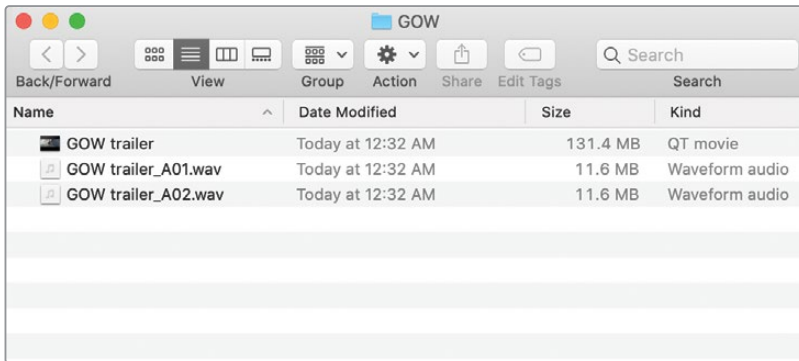 GOW
Search
Back/Forward View Group Action Share Edit Tags Search
Name Date Modified Size Kind
GOW trailer Today at 12:32 AM 131.4 MB QT movie
GOW trailer_A01.wav Today at 12:32 AM 11.6 MB Waveform audio
GOW trailer_A02.wav Today at 12:32 AM 11.6 MB Waveform audio